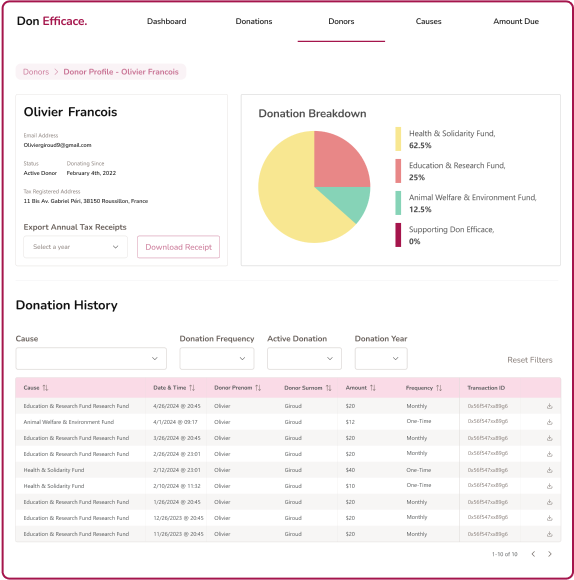 Don Efficace.
Dashboard Donations Donors Causes Amount Due
Donors > Donor Profile - Olivier Francois
Olivier Francois
Email Address
Oliviergiroud9@gmail.com
Status Donating Since
Active Donor February 4th, 2022
Tax Registered Address
11 Bis Av. Gabriel Péri, 38150 Roussillon, France
Export Annual Tax Receipts
Select a year Download Receipt
Donation Breakdown
Health & Solidarity Fund,
62.5%
Education & Research Fund,
25%
Animal Welfare & Environment Fund,
12.5%
Supporting Don Efficace,
0%
Donation History
Cause Donation Frequency Active Donation Donation Year
Reset Filters
Cause Date & Time Donor Prenom Donor Surnom Amount Frequency Transaction ID
Education & Research Fund Research Fund 4/26/2024 @ 20:45 Olivier Giroud $20 Monthly 0x56f547xs89g6
Animal Welfare & Environment Fund 4/1/2024 @ 09:17 Olivier Giroud $12 One-Time 0x56f547xs89g6
Education & Research Fund Research Fund 3/26/2024 @ 20:45 Olivier Giroud $20 Monthly 0x56f547xs89g6
Education & Research Fund Research Fund 2/26/2024 @ 23:01 Olivier Giroud $20 Monthly 0x56f547xs89g6
Health & Solidarity Fund 2/12/2024 @ 23:01 Olivier Giroud $40 One-Time 0x56f547xs89g6
Health & Solidarity Fund 2/10/2024 @ 11:32 Olivier Giroud $10 One-Time 0x56f547xs89g6
Education & Research Fund Research Fund 1/26/2024 @ 20:45 Olivier Giroud $20 Monthly 0x56f547xs89g6
Education & Research Fund Research Fund 12/26/2023 @ 20:45 Olivier Giroud $20 Monthly 0x56f547xs89g6
Education & Research Fund Research Fund 11/26/2023 @ 20:45 Olivier Giroud $20 Monthly 0x56f547xs89g6
1-10 of 10